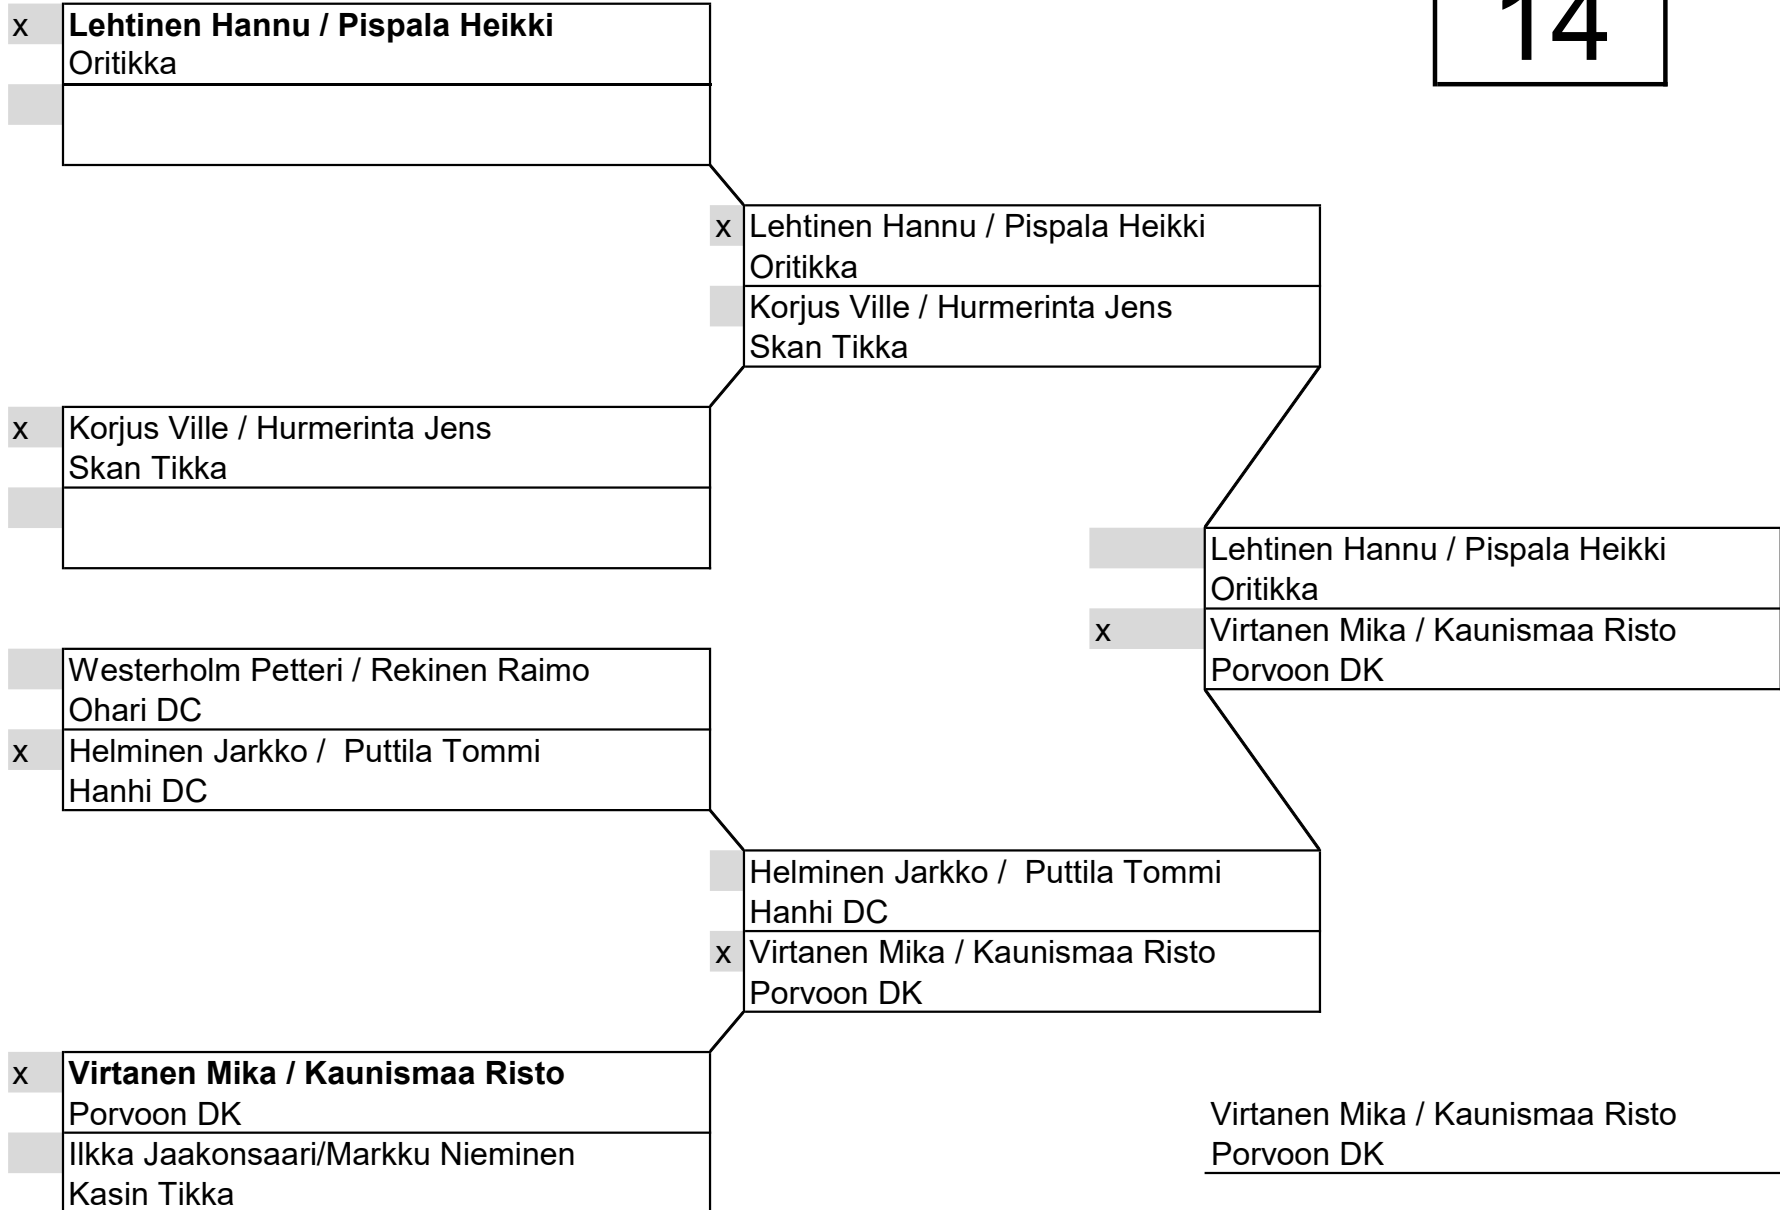 14
x Lehtinen Hannu / Pispala Heikki
Oritikka
x Lehtinen Hannu / Pispala Heikki
Oritikka
Korjus Ville / Hurmerinta Jens
Skan Tikka
x Korjus Ville / Hurmerinta Jens
Skan Tikka
Lehtinen Hannu / Pispala Heikki
Oritikka
x Virtanen Mika / Kaunismaa Risto
Porvoon DK
Westerholm Petteri / Rekinen Raimo
Ohari DC
x Helminen Jarkko /  Puttila Tommi
Hanhi DC
Helminen Jarkko /  Puttila Tommi
Hanhi DC
x Virtanen Mika / Kaunismaa Risto
Porvoon DK
x Virtanen Mika / Kaunismaa Risto
Porvoon DK
Ilkka Jaakonsaari/Markku Nieminen
Kasin Tikka
Virtanen Mika / Kaunismaa Risto
Porvoon DK